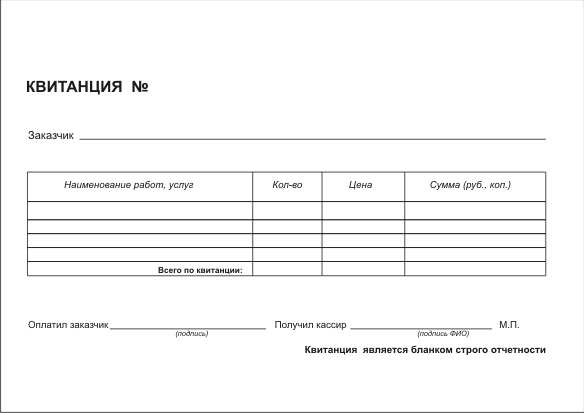 КВИТАНЦИЯ №
Заказчик
Наименование работ, услуг Кол-во Цена Сумма (руб., коп.)
Всего по квитанции:
Оплатил заказчик Получил кассир М.П.
(подпись) (подпись ФИО)
Квитанция является бланком строго отчетности